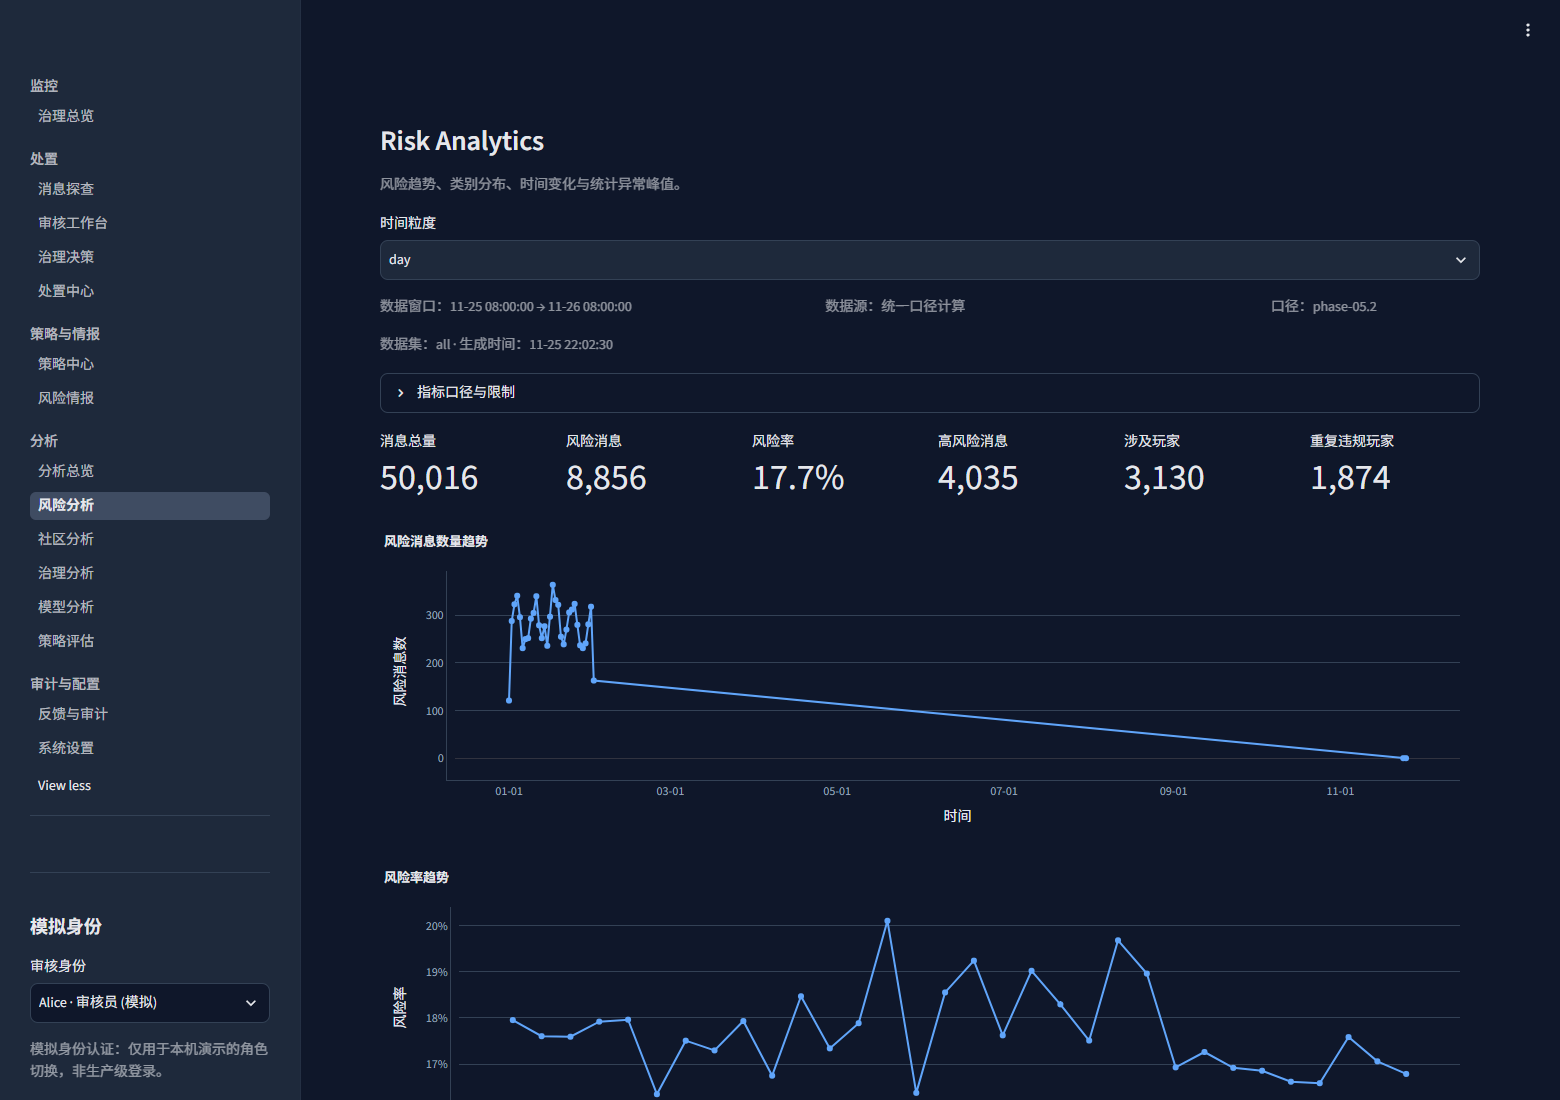 监控
治理总览
处置
消息探查
审核工作台
治理决策
处置中心
策略与情报
策略中心
风险情报
分析
分析总览
风险分析
社区分析
治理分析
模型分析
策略评估
审计与配置
反馈与审计
系统设置
View less
模拟身份
审核身份
Alice · 审核员 (模拟)
模拟身份认证：仅用于本机演示的角色
切换，非生产级登录。
Risk Analytics
风险趋势、类别分布、时间变化与统计异常峰值。
时间粒度
day
数据窗口：11-25 08:00:00 → 11-26 08:00:00
数据源：统一口径计算
口径：phase-05.2
数据集：all · 生成时间：11-25 22:02:30
指标口径与限制
消息总量
50,016
风险消息
8,856
风险率
17.7%
高风险消息
4,035
涉及玩家
3,130
重复违规玩家
1,874
风险消息数量趋势
风险消息数
300
200
100
0
01-01
03-01
05-01
07-01
09-01
11-01
时间
风险率趋势
风险率
20%
19%
18%
17%